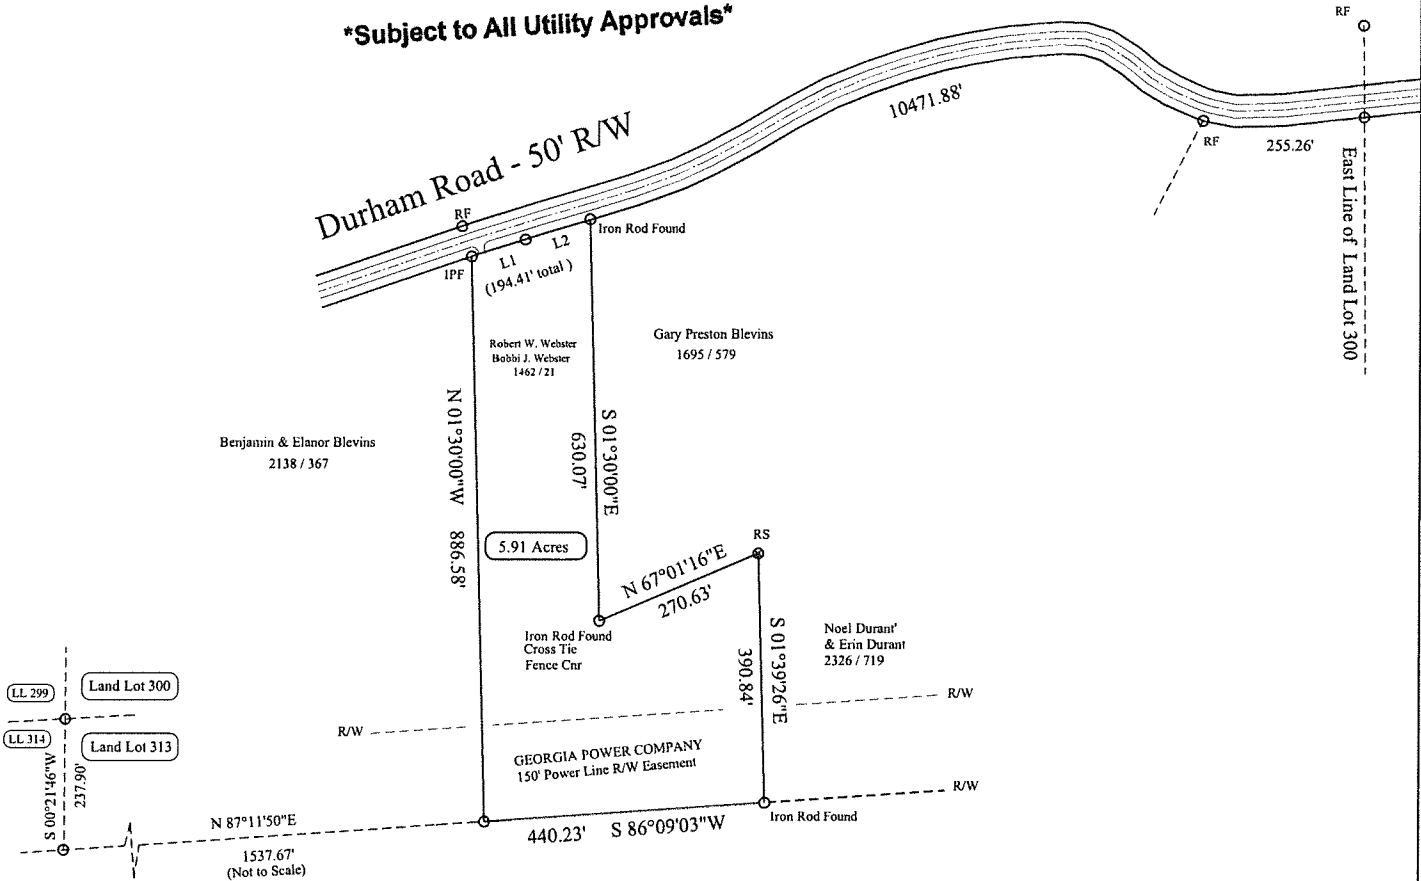 *Subject to All Utility Approvals*
RF
10471.88'
Durham Road - 50' R/W
RF
255.26'
East Line of Land Lot 300
RF
Iron Rod Found
L2
L1
IPF
(194.41' total )
Robert W. Webster
Bobbi J. Webster
1462 / 21
Gary Preston Blevins
1695 / 579
Benjamin & Elanor Blevins
2138 / 367
N 01°30'00"W 886.58'
S 01°30'00"E
630.07'
5.91 Acres
RS
N 67°01'16"E
270.63'
Iron Rod Found
Cross Tie
Fence Cnr
S 01°39'26"E
390.84'
Noel Durant'
& Erin Durant
2326 / 719
LL 299
Land Lot 300
LL 314
Land Lot 313
S 00°21'46"W
237.90'
R/W
R/W
GEORGIA POWER COMPANY
150' Power Line R/W Easement
R/W
Iron Rod Found
N 87°11'50"E
1537.67'
(Not to Scale)
440.23' S 86°09'03"W